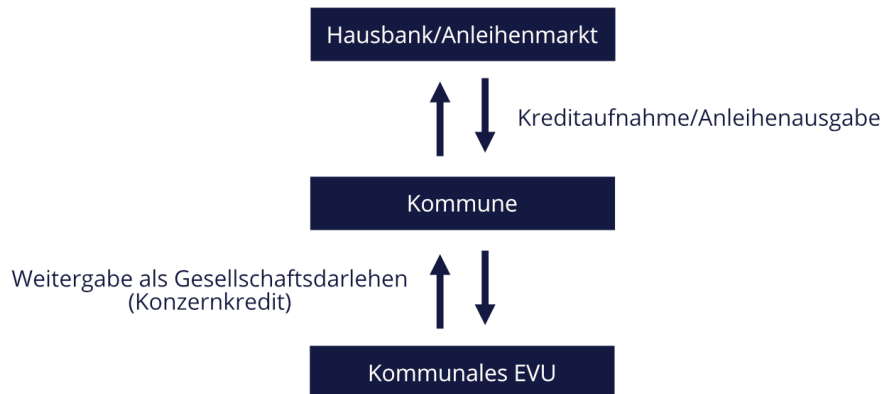 Hausbank/Anleihenmarkt
Kreditaufnahme/Anleihenausgabe
Kommune
Weitergabe als Gesellschaftsdarlehen
(Konzernkredit)
Kommunales EVU